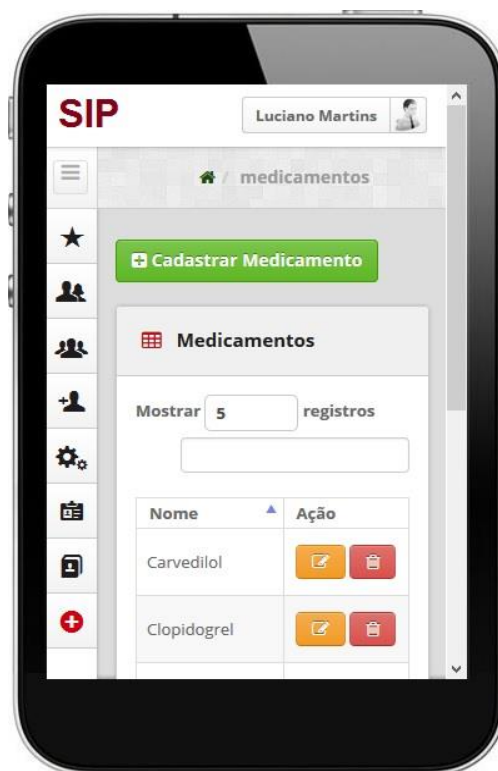 SIP
Luciano Martins
/ medicamentos
Cadastrar Medicamento
Medicamentos
Mostrar 5 registros
Nome Ação
Carvedilol
Clopidogrel